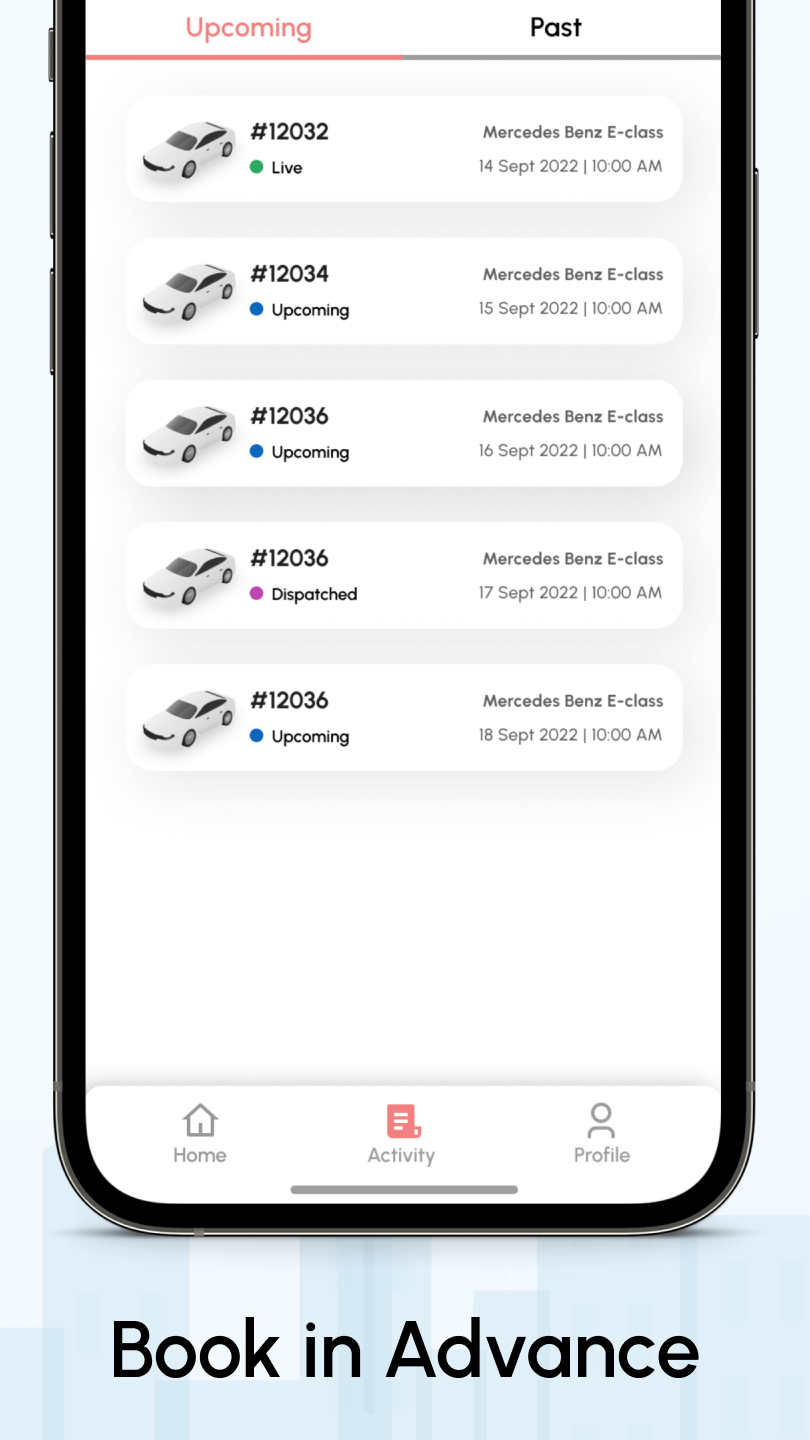 Upcoming Past
#12032 Mercedes Benz E-class
Live 14 Sept 2022 | 10:00 AM
#12034 Mercedes Benz E-class
Upcoming 15 Sept 2022 | 10:00 AM
#12036 Mercedes Benz E-class
Upcoming 16 Sept 2022 | 10:00 AM
#12036 Mercedes Benz E-class
Dispatched 17 Sept 2022 | 10:00 AM
#12036 Mercedes Benz E-class
Upcoming 18 Sept 2022 | 10:00 AM
Home Activity Profile
Book in Advance